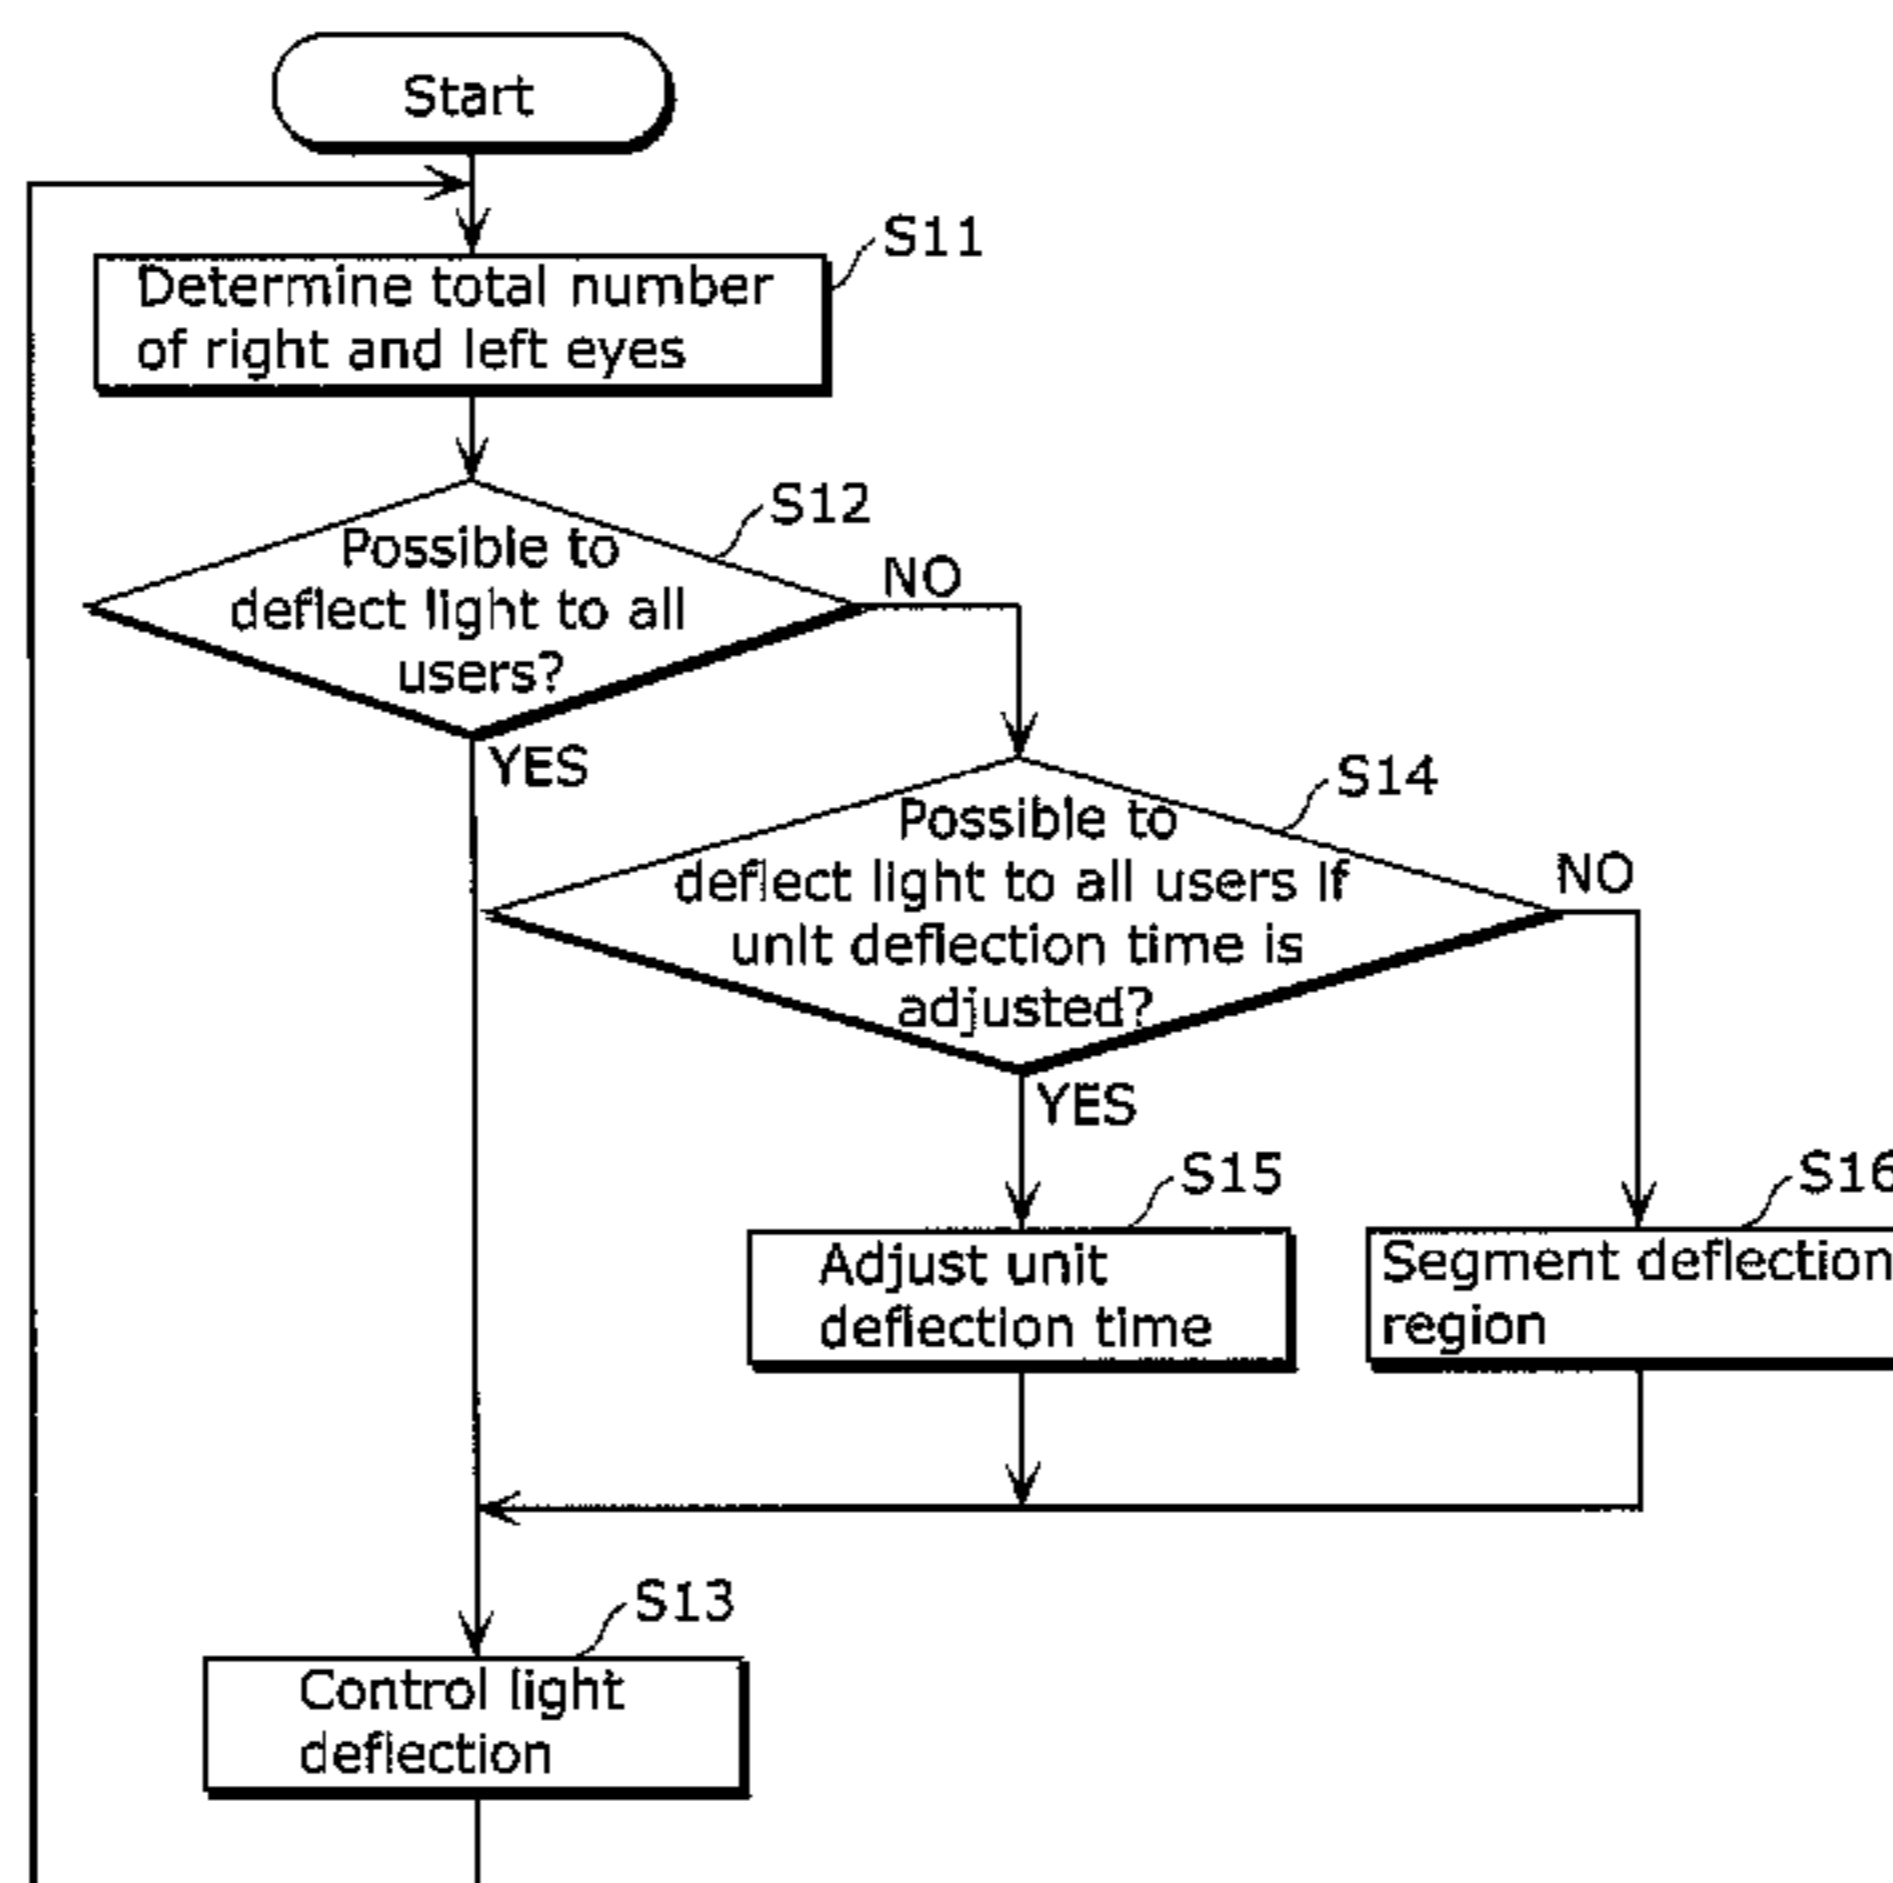 Start
S11
Determine total number
of right and left eyes
S12
Possible to
deflect light to all
users?
NO
YES
S14
Possible to
deflect light to all users if
unit deflection time is
adjusted?
NO
YES
S15
Adjust unit
deflection time
S16
Segment deflection
region
S13
Control light
deflection